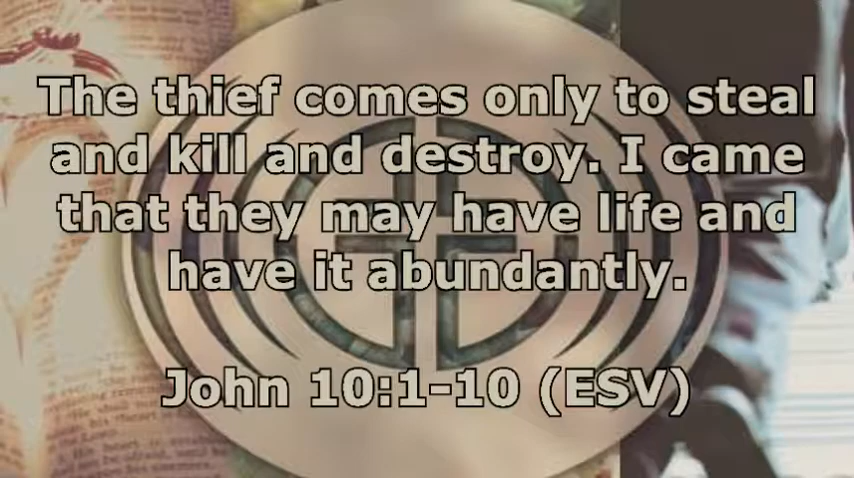 The thief comes only to steal
and kill and destroy. I came
that they may have life and
have it abundantly.
John 10:1-10 (ESV)